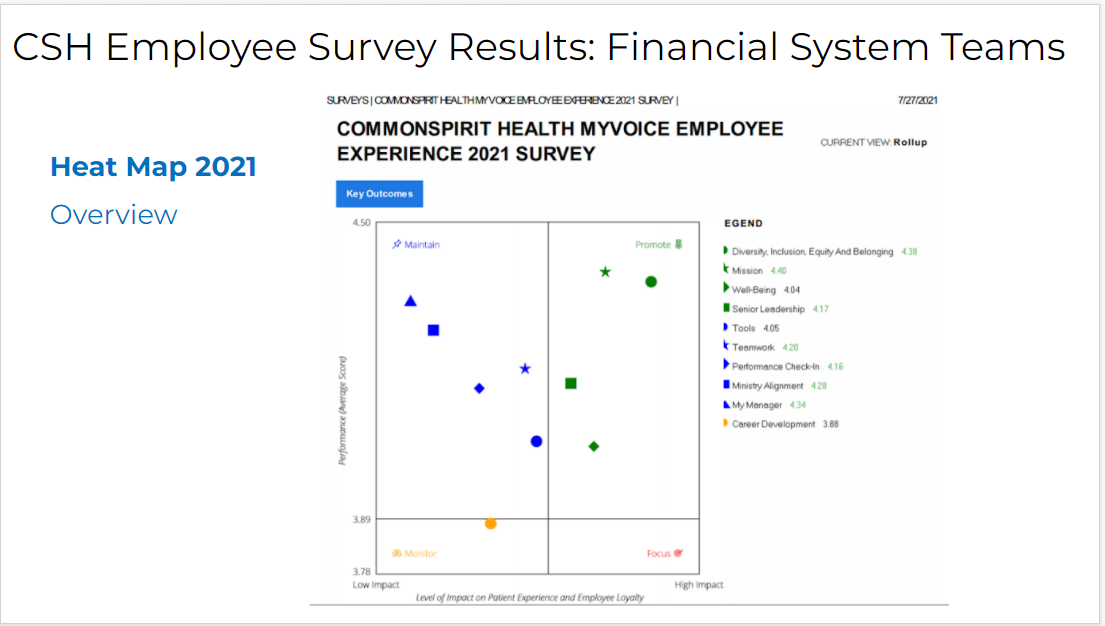 CSH Employee Survey Results: Financial System Teams
SURVEYS | COMMONSPIRIT HEALTH MYVOICE EMPLOYEE EXPERIENCE 2021 SURVEY |
7/27/2021
COMMONSPIRIT HEALTH MYVOICE EMPLOYEE
EXPERIENCE 2021 SURVEY
CURRENT VIEW: Rollup
Heat Map 2021
Overview
Key Outcomes
4.50
Maintain
Promote
Performance (Average Score)
3.89
Monitor
Focus
3.78
Low Impact
High Impact
Level of Impact on Patient Experience and Employee Loyalty
EGEND
Diversity, Inclusion, Equity And Belonging 4.38
Mission 4.40
Well-Being 4.04
Senior Leadership 4.17
Tools 4.05
Teamwork 4.20
Performance Check-In 4.16
Ministry Alignment 4.28
My Manager 4.34
Career Development 3.88